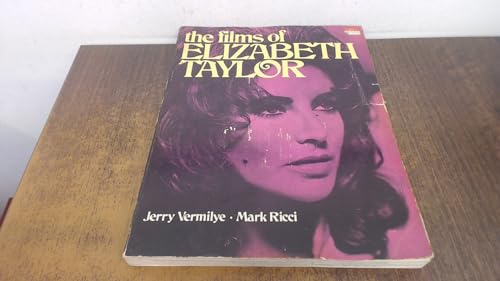 the films of
ELIZABETH
TAYLOR
Jerry Vermilye • Mark Ricci